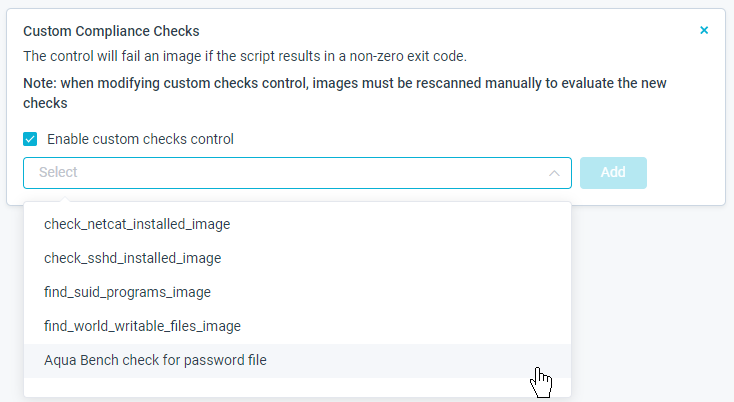 Custom Compliance Checks
The control will fail an image if the script results in a non-zero exit code.
Note: when modifying custom checks control, images must be rescanned manually to evaluate the new
checks
Enable custom checks control
Select
Add
check_netcat_installed_image
check_sshd_installed_image
find_suid_programs_image
find_world_writable_files_image
Aqua Bench check for password file